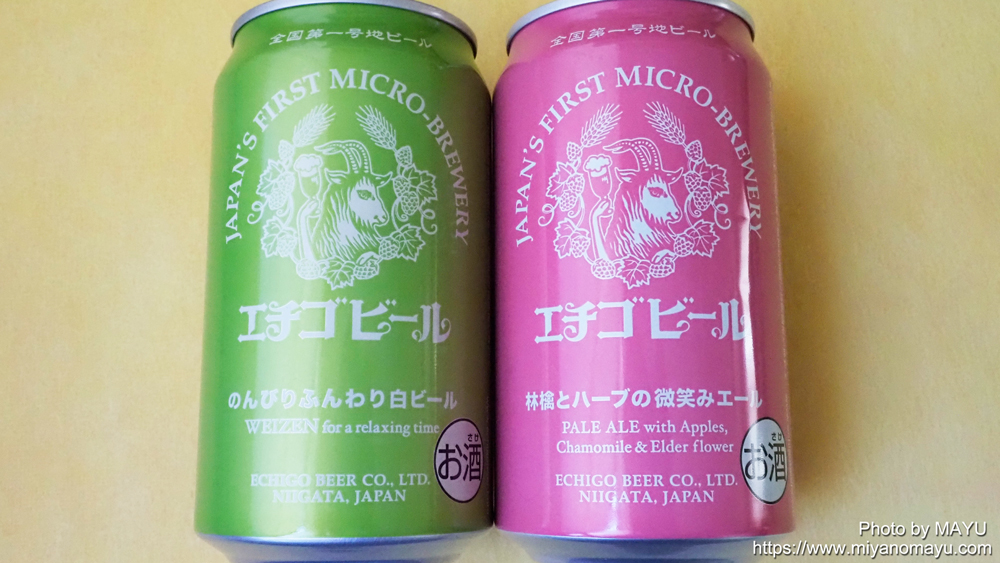 全国第一号地ビール
JAPAN'S FIRST MICRO-BREWERY
エチゴビール
のんびりふんわり白ビール
WEIZEN for a relaxing time
お酒
さけ
ECHIGO BEER CO., LTD.
NIIGATA, JAPAN
全国第一号地ビール
JAPAN'S FIRST MICRO-BREWERY
エチゴビール
林檎とハーブの微笑みエール
PALE ALE with Apples,
Chamomile & Elder flower
お酒
さけ
ECHIGO BEER CO., LTD.
NIIGATA, JAPAN
Photo by MAYU
https://www.miyanomayu.com